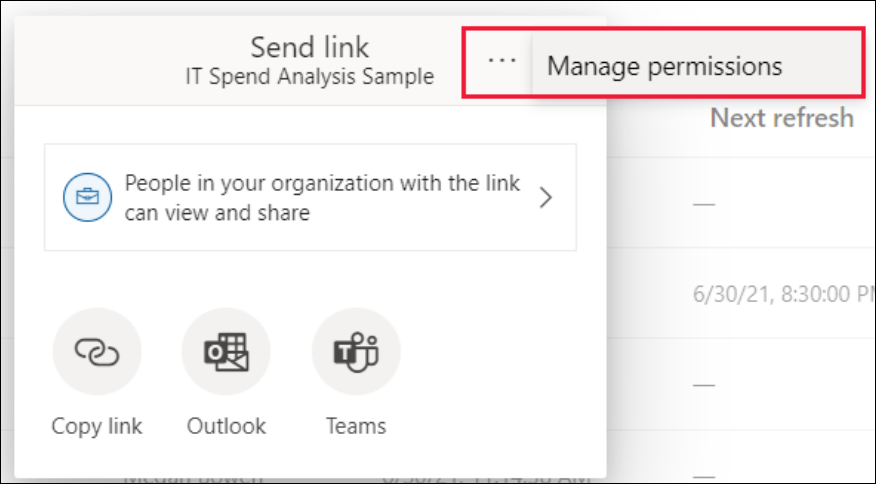 Send link
IT Spend Analysis Sample
... Manage permissions
Next refresh
People in your organization with the link
can view and share
—
6/30/21, 8:30:00 PM
O
T
—
Copy link
Outlook
Teams
—